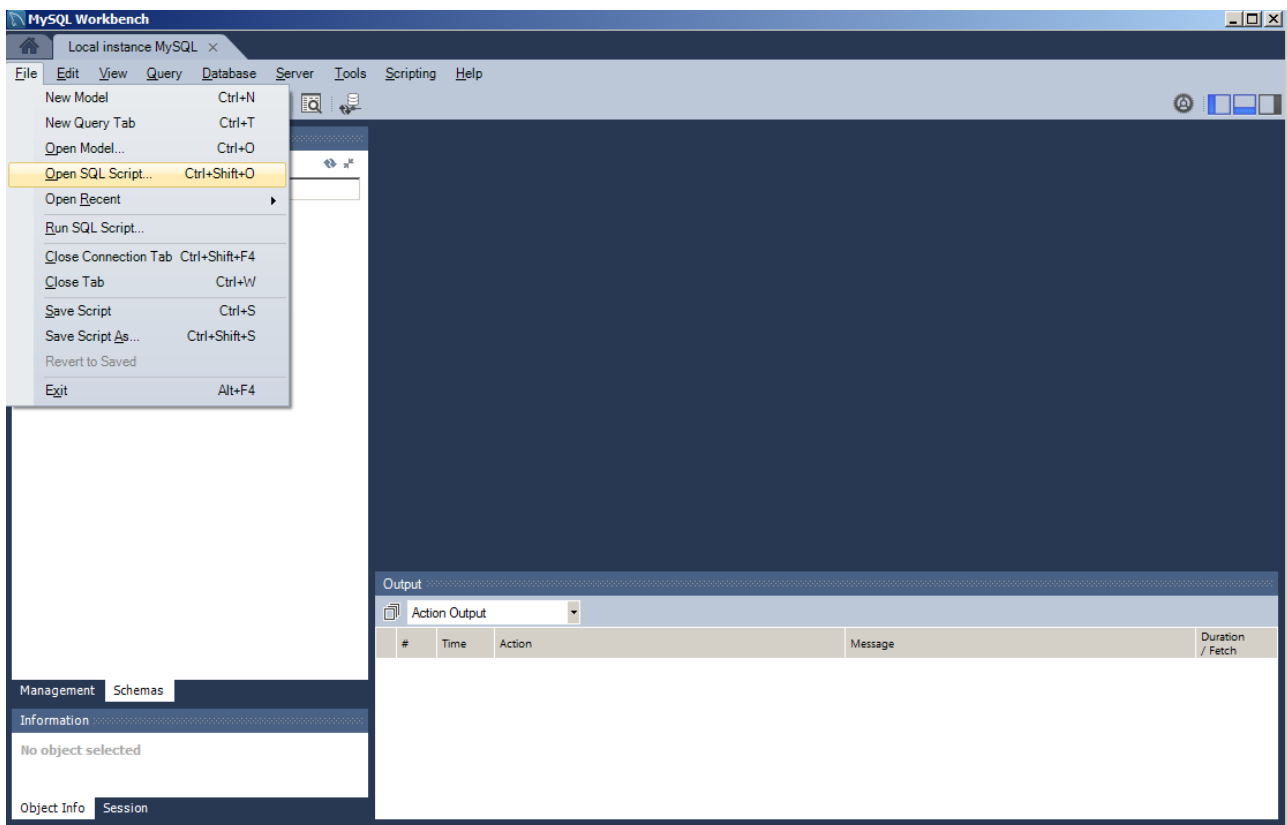 MySQL Workbench
Local instance MySQL
File Edit View Query Database Server Tools Scripting Help
New Model Ctrl+N
New Query Tab Ctrl+T
Open Model... Ctrl+O
Open SQL Script... Ctrl+Shift+O
Open Recent
Run SQL Script...
Close Connection Tab Ctrl+Shift+F4
Close Tab Ctrl+W
Save Script Ctrl+S
Save Script As... Ctrl+Shift+S
Revert to Saved
Exit Alt+F4
Output
Action Output
# Time Action Message Duration / Fetch
Management Schemas
Information
No object selected
Object Info Session